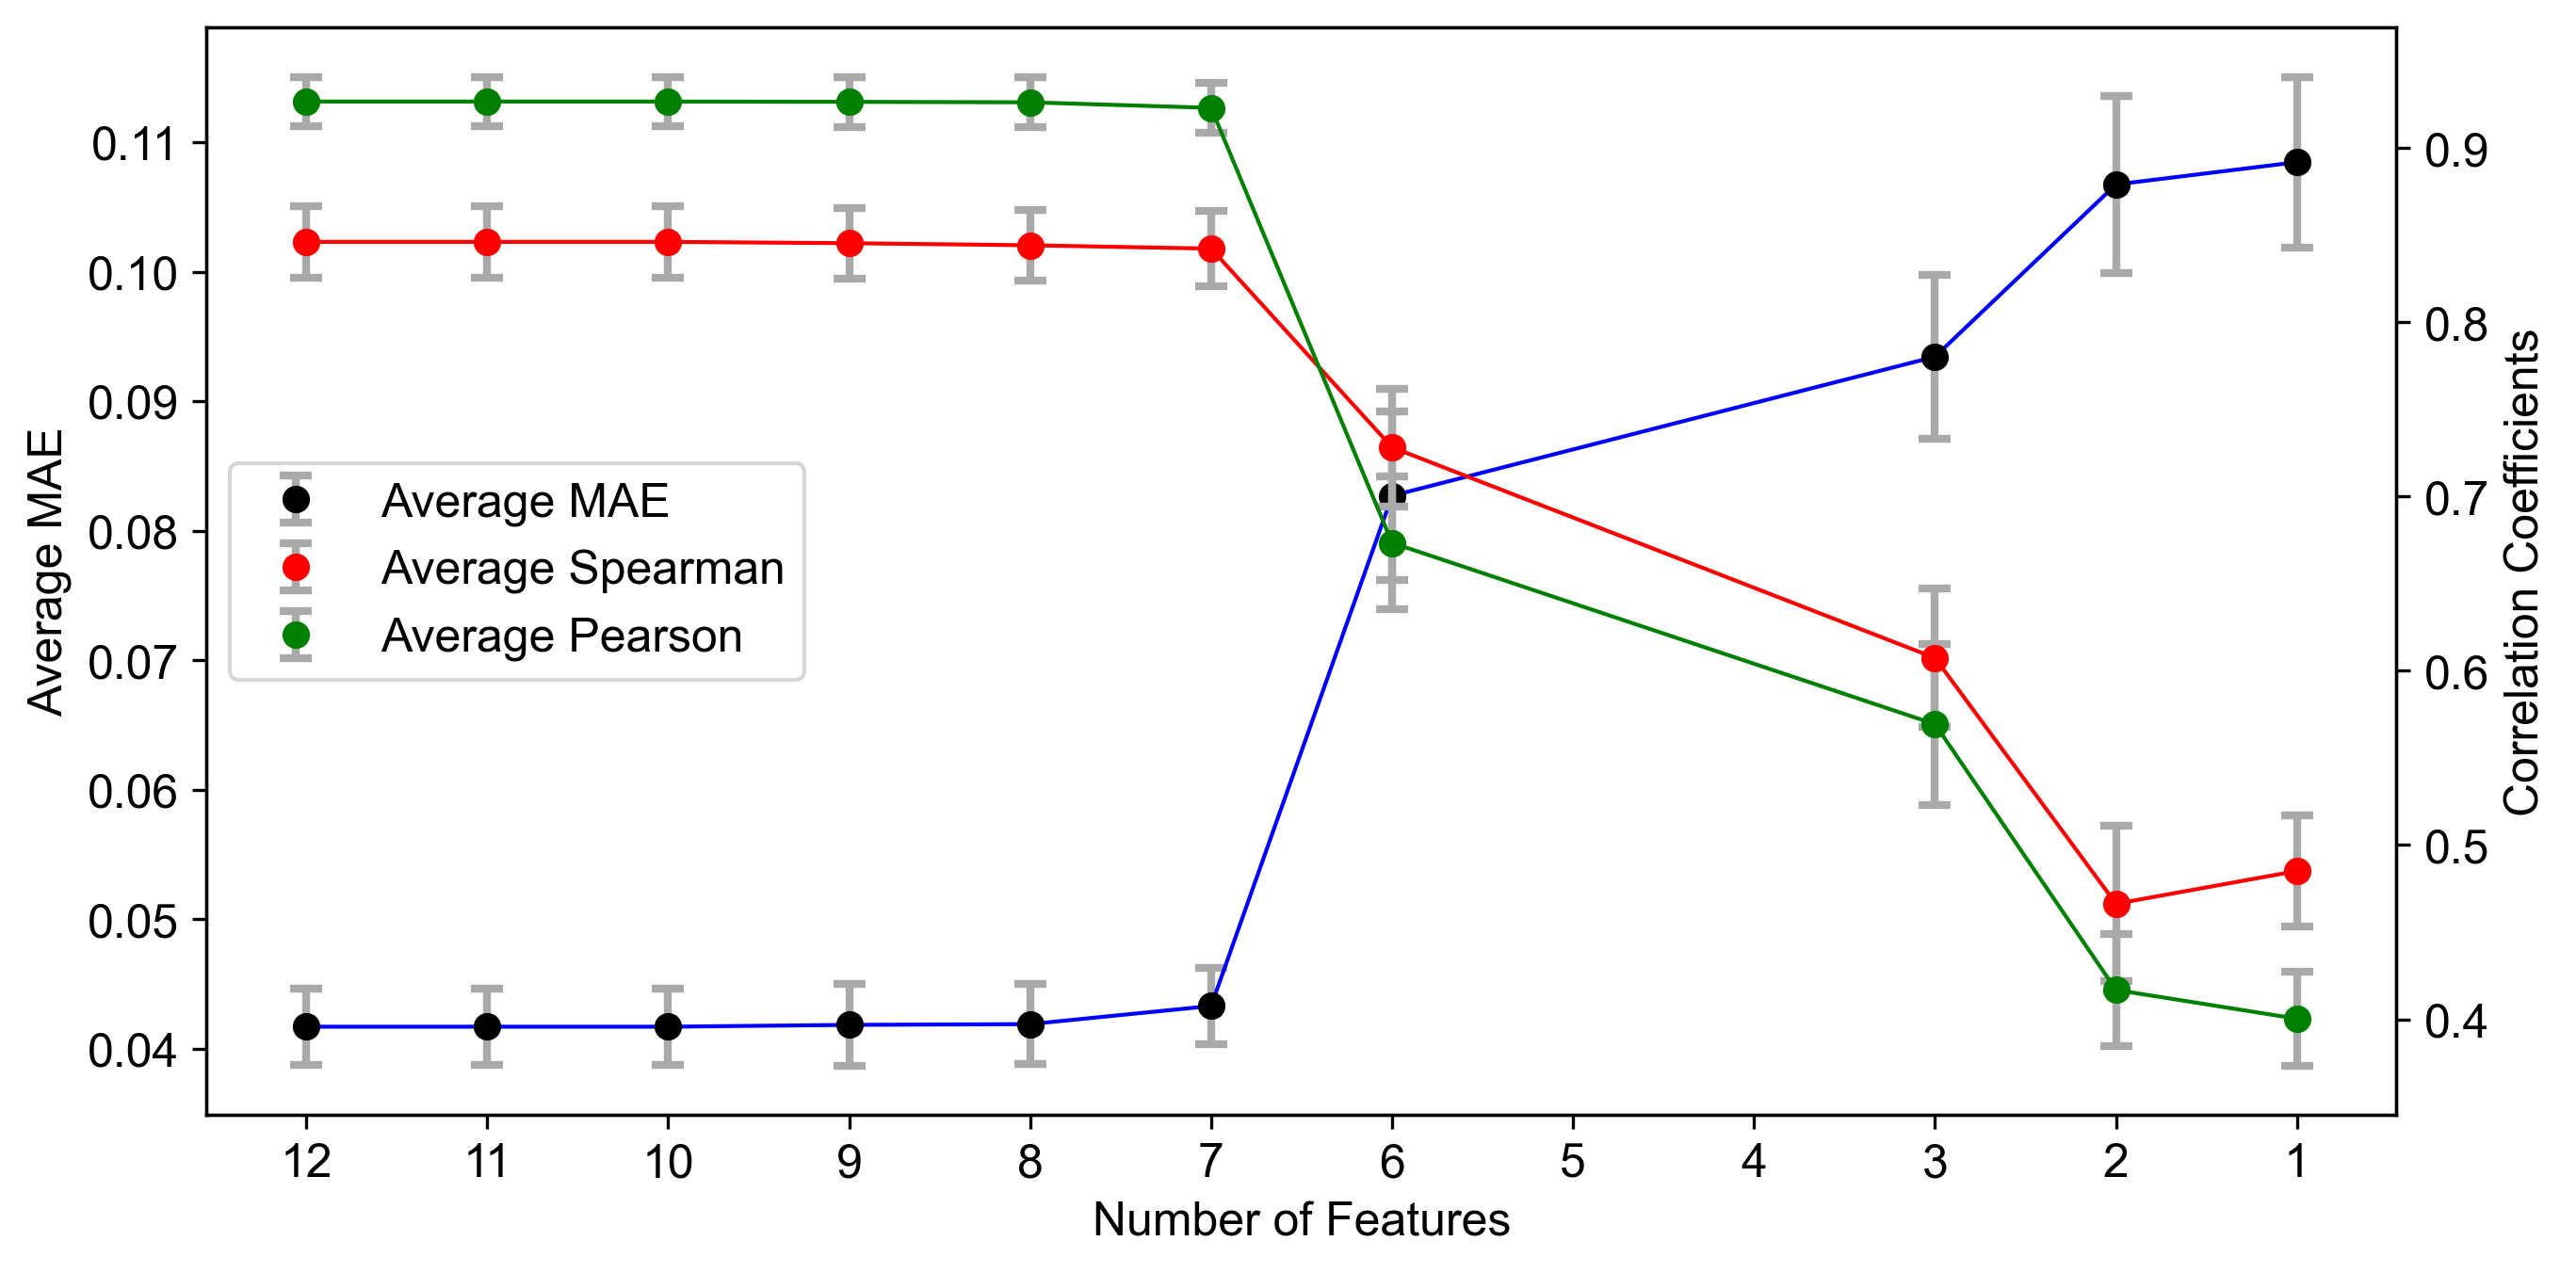 0.11
0.10
0.09
0.08
0.07
0.06
0.05
0.04
Average MAE
Average MAE
Average Spearman
Average Pearson
0.9
0.8
0.7
0.6
0.5
0.4
Correlation Coefficients
12 11 10 9 8 7 6 5 4 3 2 1
Number of Features